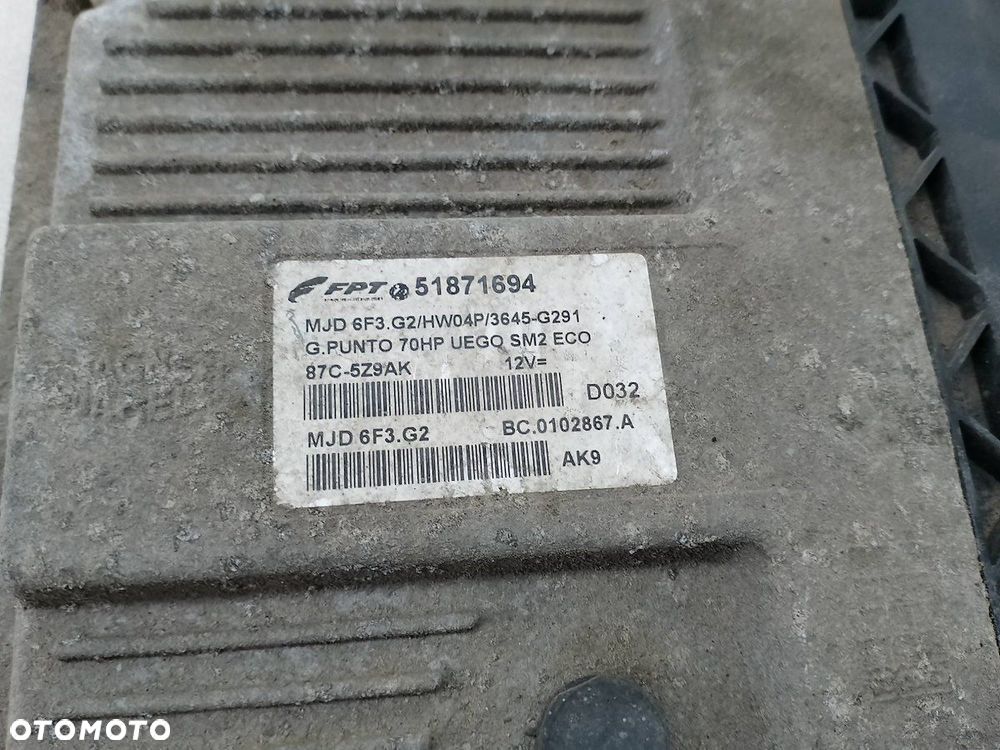 FPT 51871694
MJD 6F3.G2/HW04P/3645-G291
G.PUNTO 70HP UEGO SM2 ECO
87C-5Z9AK 12V=
D032
MJD 6F3.G2 BC.0102867.A
AK9
OTOMOTO